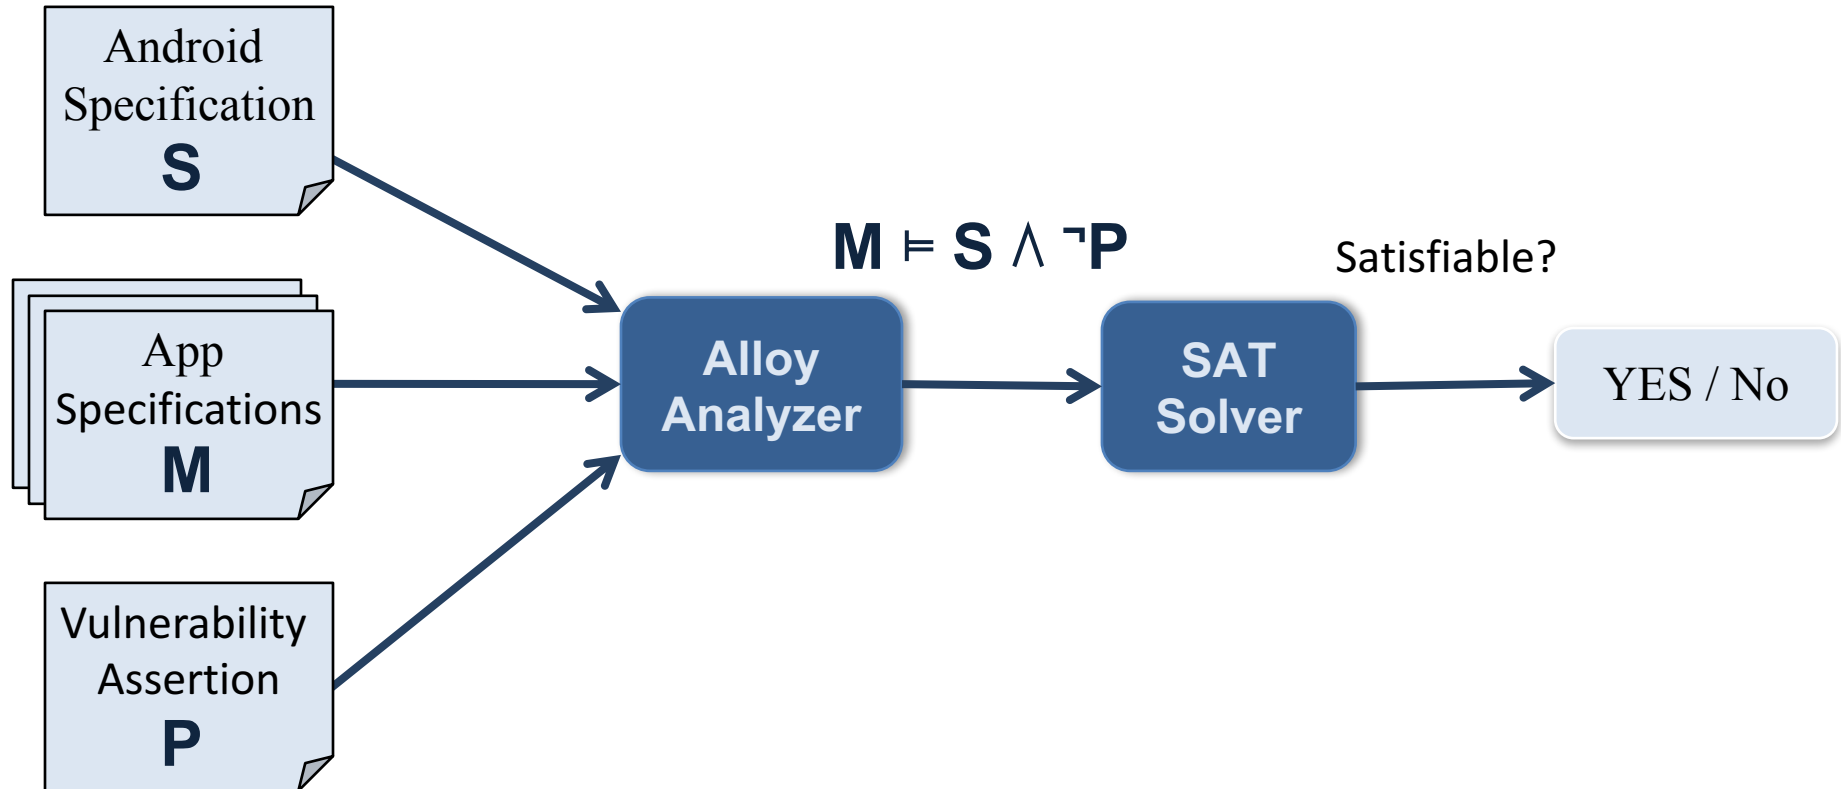 Android
Specification
S
App
Specifications
M
Vulnerability
Assertion
P
Alloy
Analyzer
M ⊨ S ∧ ¬P
SAT
Solver
Satisfiable?
YES / No